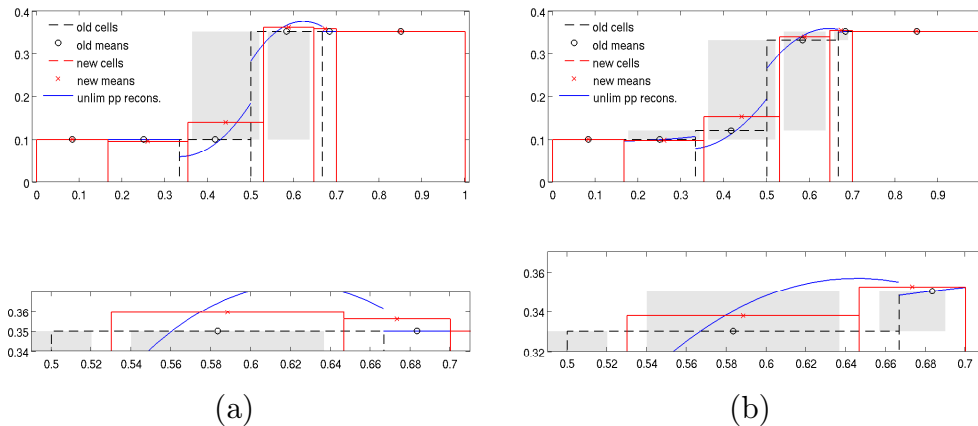 0.4
0.3
0.2
0.1
0
old cells
old means
new cells
new means
unlim pp recons.
0 0.1 0.2 0.3 0.4 0.5 0.6 0.7 0.8 0.9 1
0.4
0.3
0.2
0.1
0
old cells
old means
new cells
new means
unlim pp recons.
0 0.1 0.2 0.3 0.4 0.5 0.6 0.7 0.8 0.9
0.36
0.35
0.34
0.5 0.52 0.54 0.56 0.58 0.6 0.62 0.64 0.66 0.68 0.7
0.36
0.34
0.32
0.5 0.52 0.54 0.56 0.58 0.6 0.62 0.64 0.66 0.68 0.7
(a)
(b)